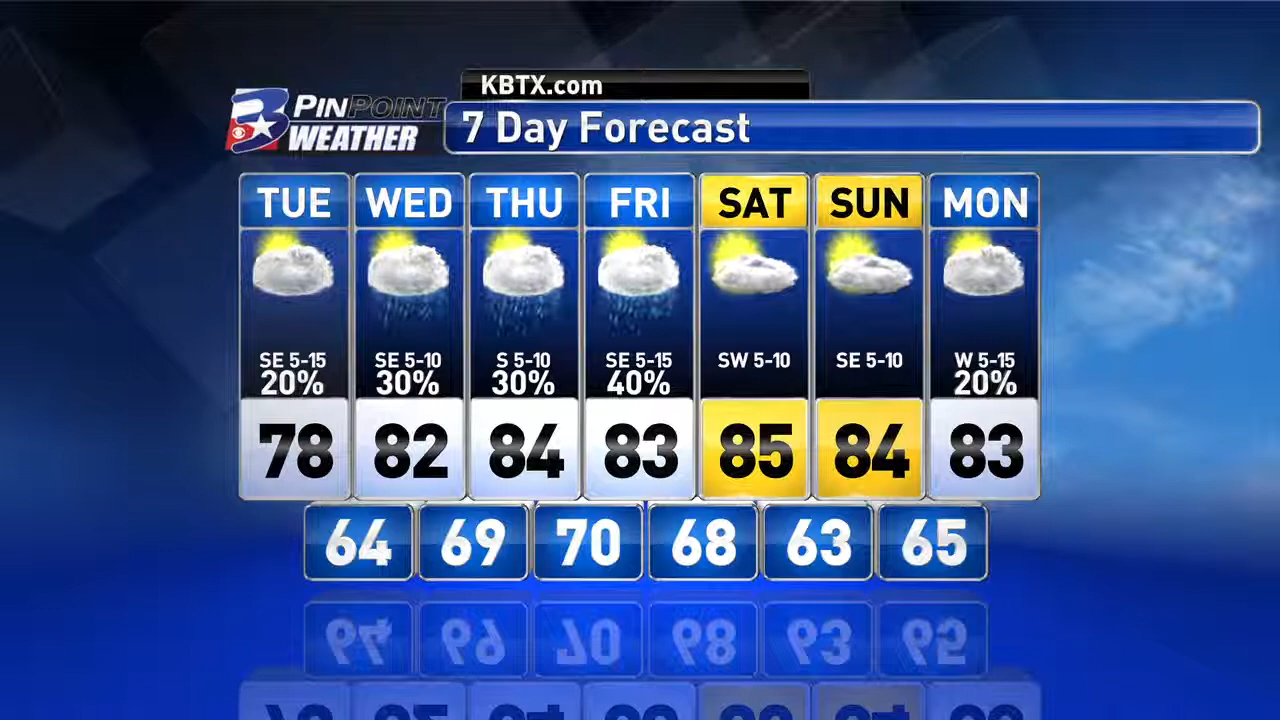 KBTX.com
3 PINPOINT
WEATHER
7 Day Forecast
TUE WED THU FRI SAT SUN MON
SE 5-15 SE 5-10 S 5-10 SE 5-15 SW 5-10 SE 5-10 W 5-15
20% 30% 30% 40% 20%
78 82 84 83 85 84 83
64 69 70 68 63 65